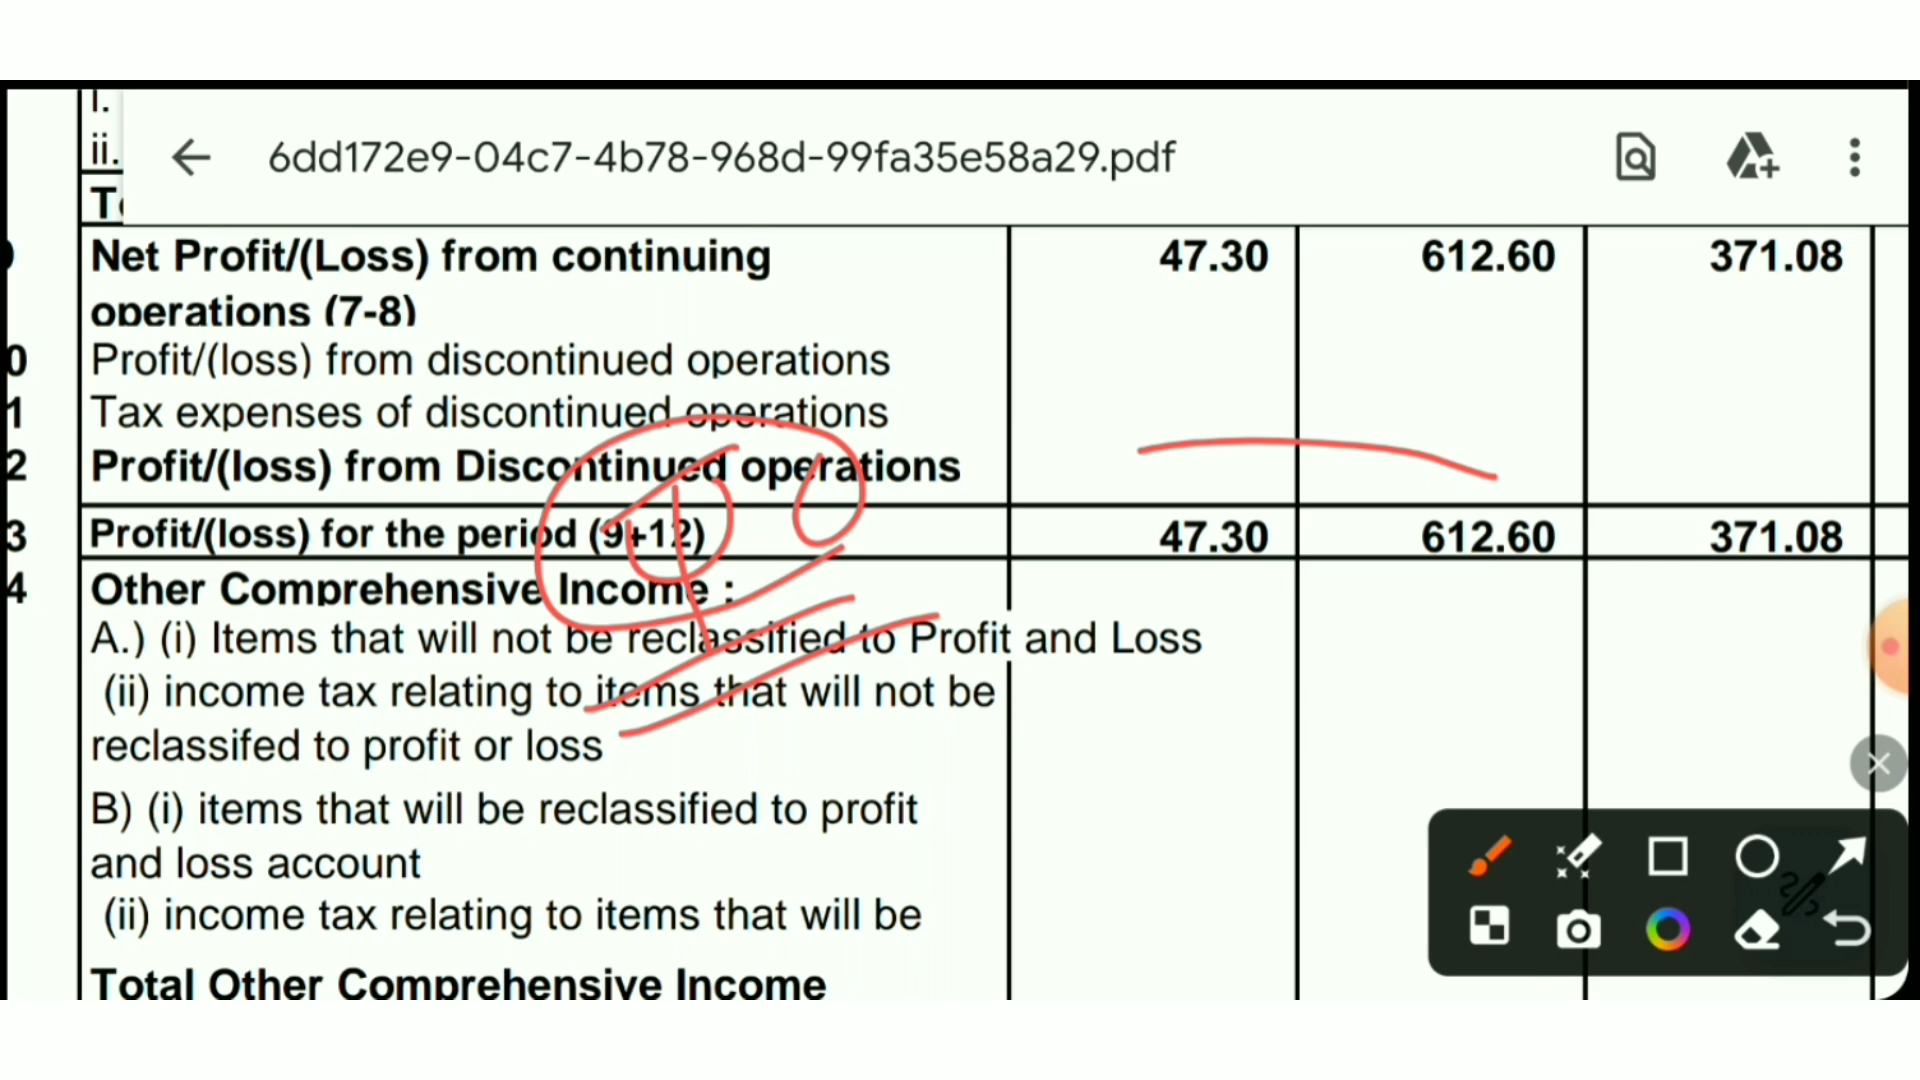 i.
ii.
6dd172e9-04c7-4b78-968d-99fa35e58a29.pdf
Net Profit/(Loss) from continuing 47.30 612.60 371.08
operations (7-8)
0 Profit/(loss) from discontinued operations
1 Tax expenses of discontinued operations
2 Profit/(loss) from Discontinued operations
3 Profit/(loss) for the period (9+12) 47.30 612.60 371.08
4 Other Comprehensive Income :
A.) (i) Items that will not be reclassified to Profit and Loss
(ii) income tax relating to items that will not be
reclassifed to profit or loss
B) (i) items that will be reclassified to profit
and loss account
(ii) income tax relating to items that will be
Total Other Comprehensive Income